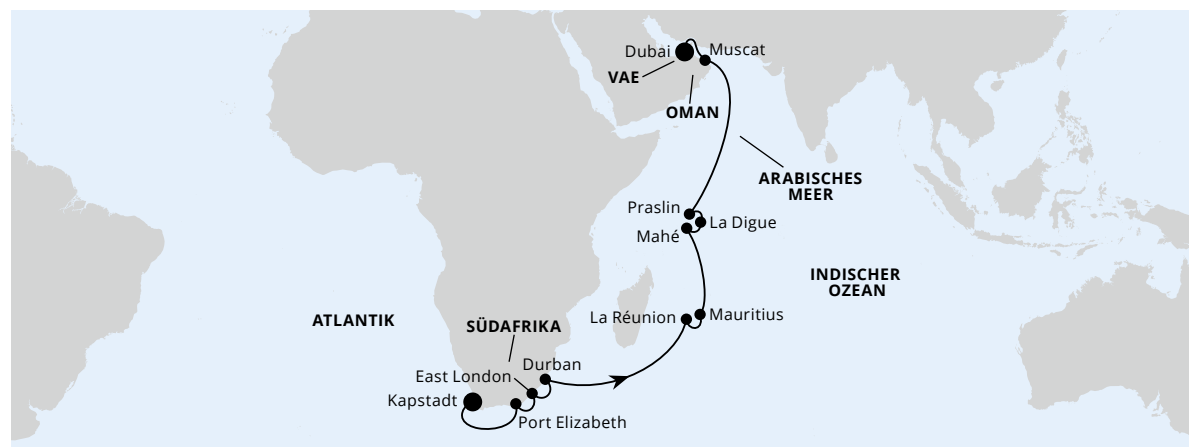 Dubai
Muscat
VAE
OMAN
ARABISCHES
MEER
Praslin
La Digue
Mahé
INDISCHER
OZEAN
La Réunion
Mauritius
ATLANTIK
SÜDAFRIKA
Durban
East London
Kapstadt
Port Elizabeth